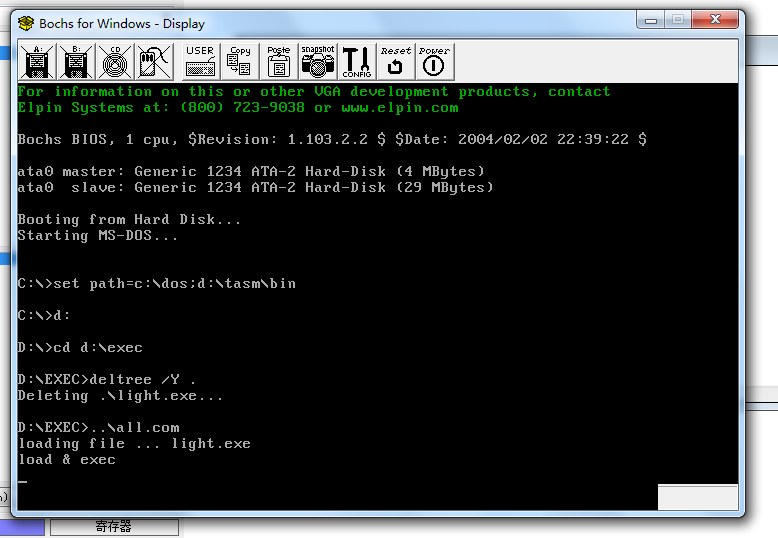 Bochs for Windows - Display
A:
B:
CD
USER
Copy
Paste
snapshot
CONFIG
Reset
Power
For information on this or other VGA development products, contact
Elpin Systems at: (800) 723-9038 or www.elpin.com
Bochs BIOS, 1 cpu, $Revision: 1.103.2.2 $ $Date: 2004/02/02 22:39:22 $
ata0 master: Generic 1234 ATA-2 Hard-Disk (4 MBytes)
ata0  slave: Generic 1234 ATA-2 Hard-Disk (29 MBytes)
Booting from Hard Disk...
Starting MS-DOS...
C:\>set path=c:\dos;d:\tasm\bin
C:\>d:
D:\>cd d:\exec
D:\EXEC>deltree /Y .
Deleting .\light.exe...
D:\EXEC>..\all.com
loading file ... light.exe
load & exec
寄存器